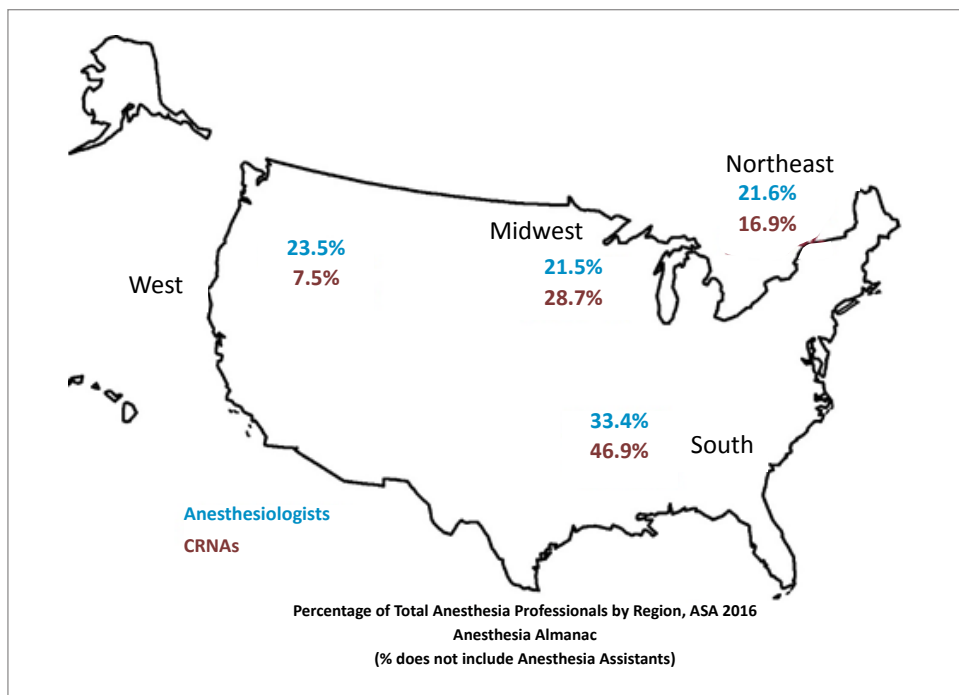 Northeast
21.6%
16.9%
Midwest
21.5%
28.7%
23.5%
7.5%
West
33.4%
46.9%
South
Anesthesiologists
CRNAs
Percentage of Total Anesthesia Professionals by Region, ASA 2016
Anesthesia Almanac
(% does not include Anesthesia Assistants)